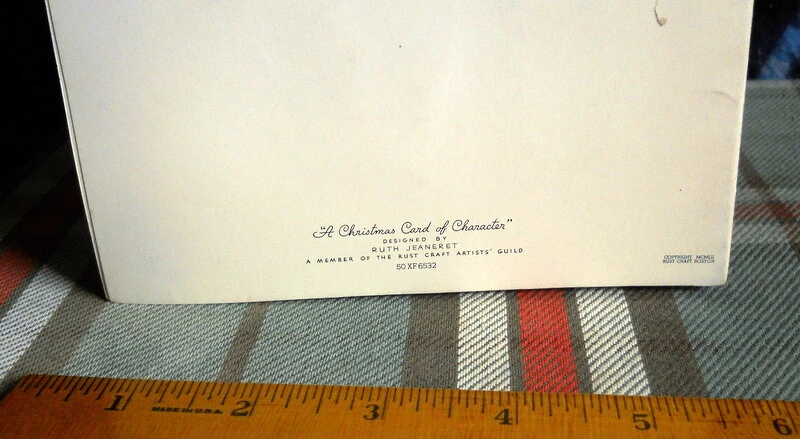 "A Christmas Card of Character"
DESIGNED BY
RUTH JEANERET
A MEMBER OF THE RUST CRAFT ARTISTS' GUILD
50 XF 6532
COPYRIGHT
RUST CRAFT BOSTON
1 2 3 4 5 6
MADE IN U.S.A.